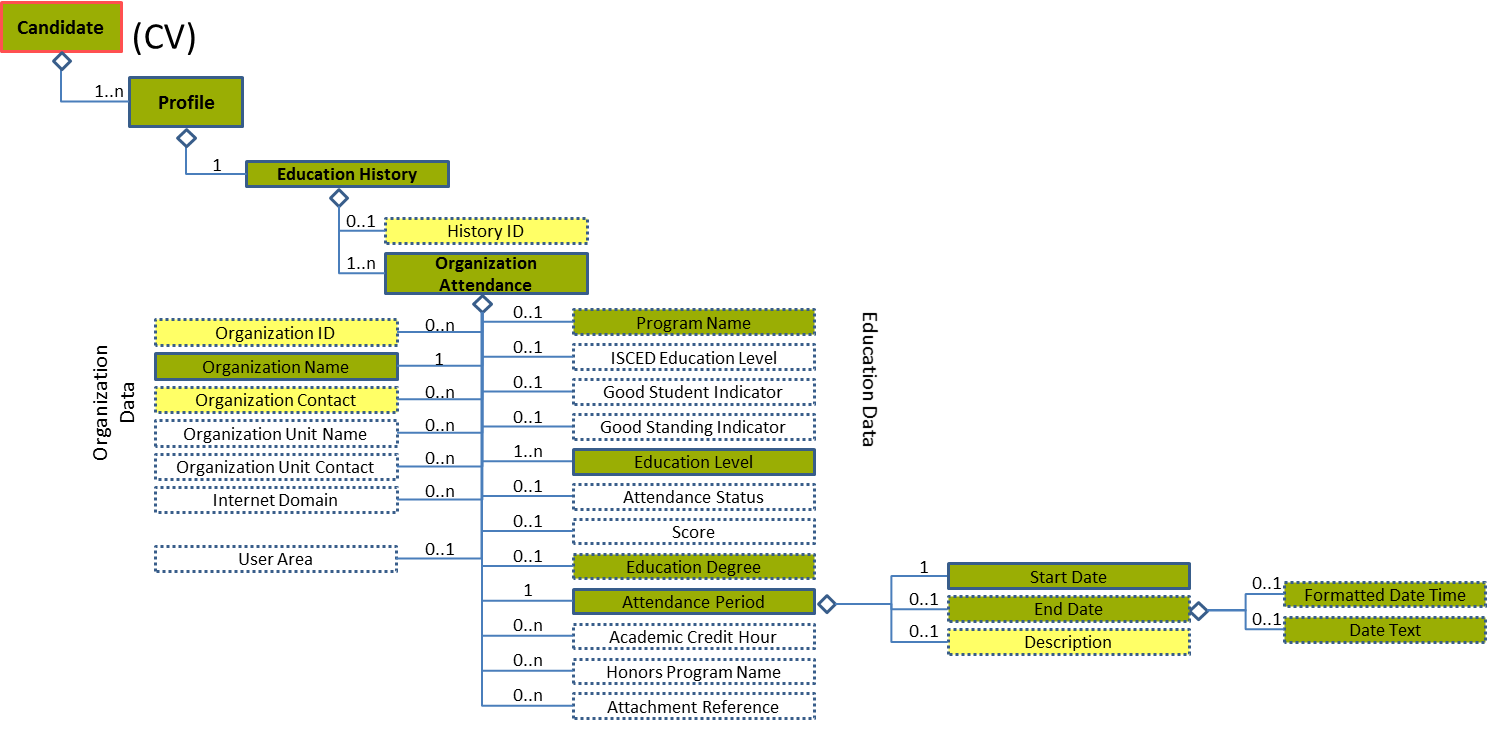 Candidate
(CV)
1..n
Profile
1
Education History
0..1
History ID
1..n
Organization
Attendance
Organization
Data
Organization ID
0..n
Organization Name
1
Organization Contact
0..n
Organization Unit Name
0..n
Organization Unit Contact
0..n
Internet Domain
0..n
User Area
0..1
0..1
Program Name
0..1
ISCED Education Level
0..1
Good Student Indicator
0..1
Good Standing Indicator
1..n
Education Level
0..1
Attendance Status
0..1
Score
0..1
Education Degree
1
Attendance Period
0..n
Academic Credit Hour
0..n
Honors Program Name
0..n
Attachment Reference
Education Data
1
Start Date
0..1
End Date
0..1
Description
0..1
Formatted Date Time
0..1
Date Text